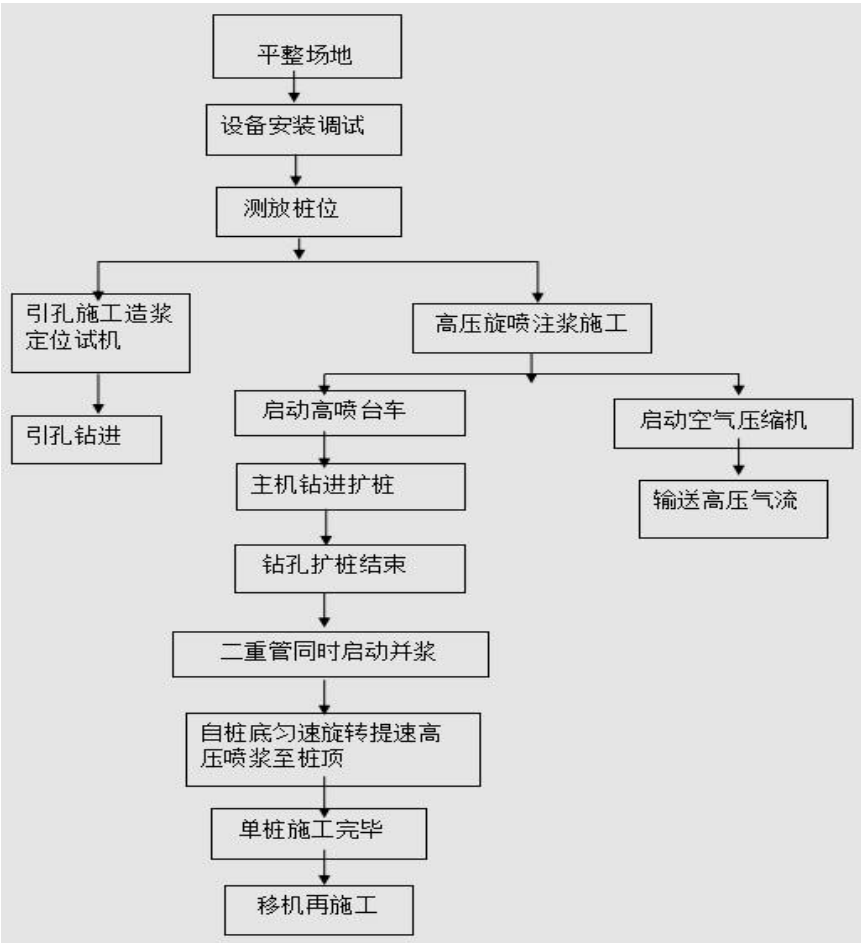 平整场地
设备安装调试
测放桩位
引孔施工造浆
定位试机
高压旋喷注浆施工
引孔钻进
启动高喷台车
启动空气压缩机
主机钻进扩桩
输送高压气流
钻孔扩桩结束
二重管同时启动并浆
自桩底匀速旋转提速高
压喷浆至桩顶
单桩施工完毕
移机再施工